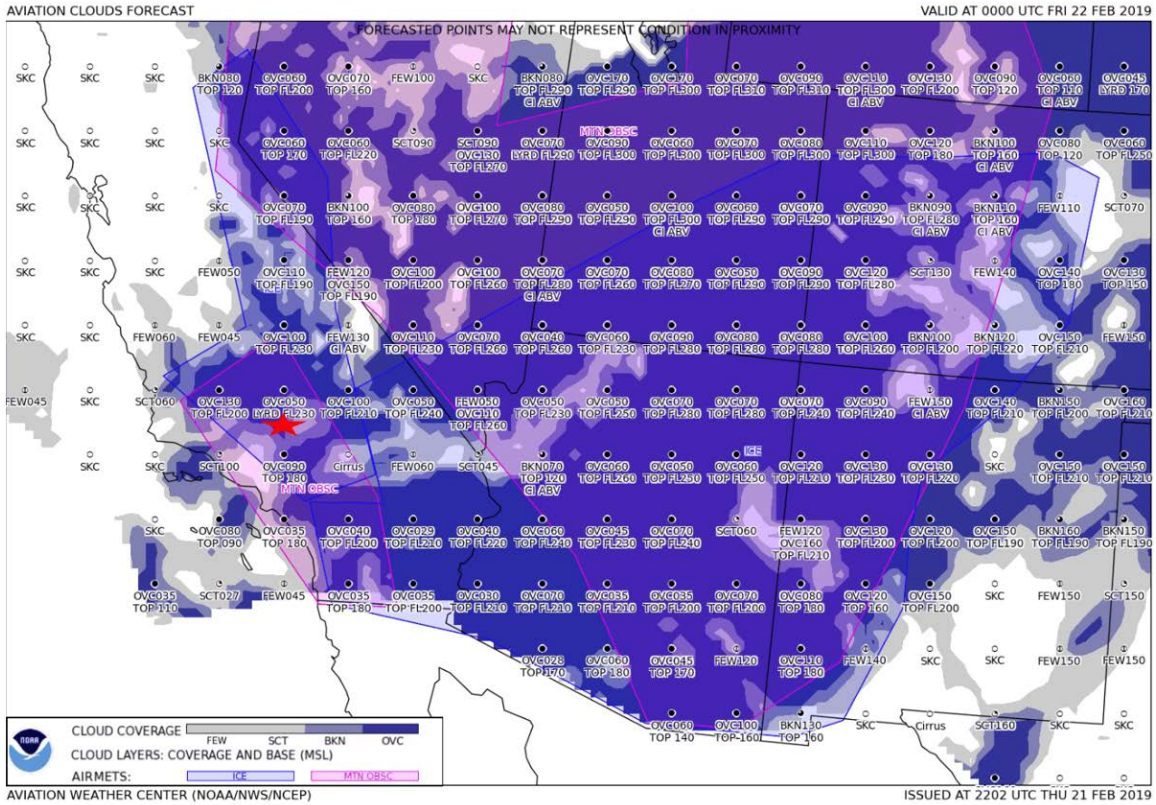 AVIATION CLOUDS FORECAST
VALID AT 0000 UTC FRI 22 FEB 2019
FORECASTED POINTS MAY NOT REPRESENT CONDITION IN PROXIMITY
SKC SKC SKC BKN080 OVC060 OVC070 FEW100 SKC BKN080 OVC170 OVC170 OVC070 OVC090 OVC110 OVC130 OVC090 OVC060 OVC045
TOP 120 TOP FL200 TOP 160 TOP FL290 TOP FL290 TOP FL300 TOP FL310 TOP FL310 TOP FL300 TOP FL200 TOP 120 TOP 110 LYRD 170
CI ABV CI ABV CI ABV
MTN OBSC
SKC SKC SKC SKC OVC060 OVC060 SCT090 SCT090 OVC070 OVC090 OVC060 OVC070 OVC080 OVC110 OVC120 BKN100 OVC080 OVC060
TOP 170 TOP FL220 OVC130 LYRD FL290 TOP FL300 TOP FL300 TOP FL300 TOP FL300 TOP FL300 TOP 180 TOP 160 TOP 120 TOP FL250
TOP FL270 CI ABV
SKC SKC SKC SKC OVC070 BKN100 OVC080 OVC100 OVC080 OVC050 OVC100 OVC060 OVC070 OVC090 BKN090 BKN110 FEW110 SCT070
TOP FL190 TOP 160 TOP 180 TOP FL270 TOP FL290 TOP FL290 TOP FL300 TOP FL290 TOP FL290 TOP FL290 TOP FL280 TOP 160
CI ABV CI ABV CI ABV
SKC SKC SKC FEW050 OVC110 FEW120 OVC100 OVC100 OVC070 OVC070 OVC080 OVC050 OVC090 OVC120 SCT130 FEW140 OVC140 OVC130
TOP FL190 OVC150 TOP FL200 TOP FL260 TOP FL280 TOP FL260 TOP FL270 TOP FL290 TOP FL290 TOP FL280 TOP 180 TOP 150
TOP FL190 CI ABV
SKC SKC FEW060 FEW045 OVC100 FEW130 OVC110 OVC070 OVC040 OVC060 OVC090 OVC080 OVC080 OVC100 BKN100 BKN120 OVC150 FEW150
TOP FL230 CI ABV TOP FL230 TOP FL260 TOP FL260 TOP FL230 TOP FL280 TOP FL280 TOP FL280 TOP FL260 TOP FL200 TOP FL220 TOP FL210
FEW045 SKC SCT060 OVC130 OVC050 OVC100 OVC050 FEW050 OVC050 OVC050 OVC070 OVC070 OVC070 OVC090 FEW150 OVC140 BKN150 OVC160
TOP FL200 LYRD FL230 TOP FL210 TOP FL240 OVC110 TOP FL230 TOP FL250 TOP FL280 TOP FL280 TOP FL240 TOP FL240 CI ABV TOP FL210 TOP FL200 TOP FL210
TOP FL260
ICE
SKC SKC SCT100 OVC090 Cirrus FEW060 SCT045 BKN070 OVC060 OVC050 OVC060 OVC120 OVC130 OVC130 SKC OVC150 OVC150
TOP 180 TOP 120 TOP FL260 TOP FL250 TOP FL260 TOP FL210 TOP FL230 TOP FL220 TOP FL210 TOP FL210
MTN OBSC CI ABV
SKC OVC080 OVC035 OVC040 OVC029 OVC040 OVC060 OVC045 OVC070 SCT060 FEW120 OVC130 OVC120 OVC150 BKN160 BKN150
TOP 090 TOP 180 TOP FL200 TOP FL210 TOP FL220 TOP FL240 TOP FL230 TOP FL240 OVC160 TOP FL200 TOP FL200 TOP FL190 TOP FL190 TOP FL190
TOP FL210
OVC035 SCT027 FEW045 OVC035 OVC035 OVC030 OVC070 OVC035 OVC035 OVC070 OVC080 OVC120 OVC150 SKC FEW150 SCT150
TOP 110 TOP 180 TOP FL200 TOP FL210 TOP FL210 TOP FL210 TOP FL200 TOP FL200 TOP 180 TOP 160 TOP FL200
OVC028 OVC060 OVC045 FEW120 OVC110 FEW140 SKC SKC FEW150 FEW150
TOP 170 TOP 180 TOP 170 TOP 180
OVC060 OVC100 BKN130 SKC Cirrus SCT160 SKC SKC
TOP 140 TOP 160 TOP 160
NOAA
CLOUD COVERAGE
FEW SCT BKN OVC
CLOUD LAYERS: COVERAGE AND BASE (MSL)
AIRMETS: ICE MTN OBSC
AVIATION WEATHER CENTER (NOAA/NWS/NCEP)
ISSUED AT 2202 UTC THU 21 FEB 2019